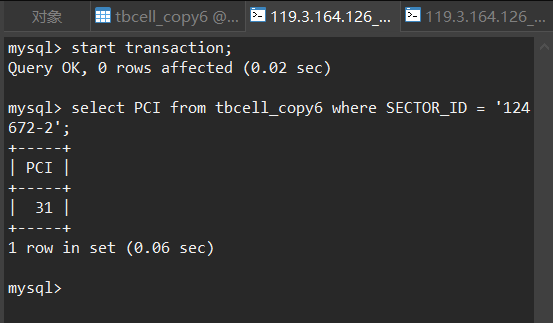 对象 tbcell_copy6 @... 119.3.164.126_... 119.3.164.126_...
mysql> start transaction;
Query OK, 0 rows affected (0.02 sec)
mysql> select PCI from tbcell_copy6 where SECTOR_ID = '124
672-2';
+-----+
| PCI |
+-----+
|  31 |
+-----+
1 row in set (0.06 sec)
mysql>